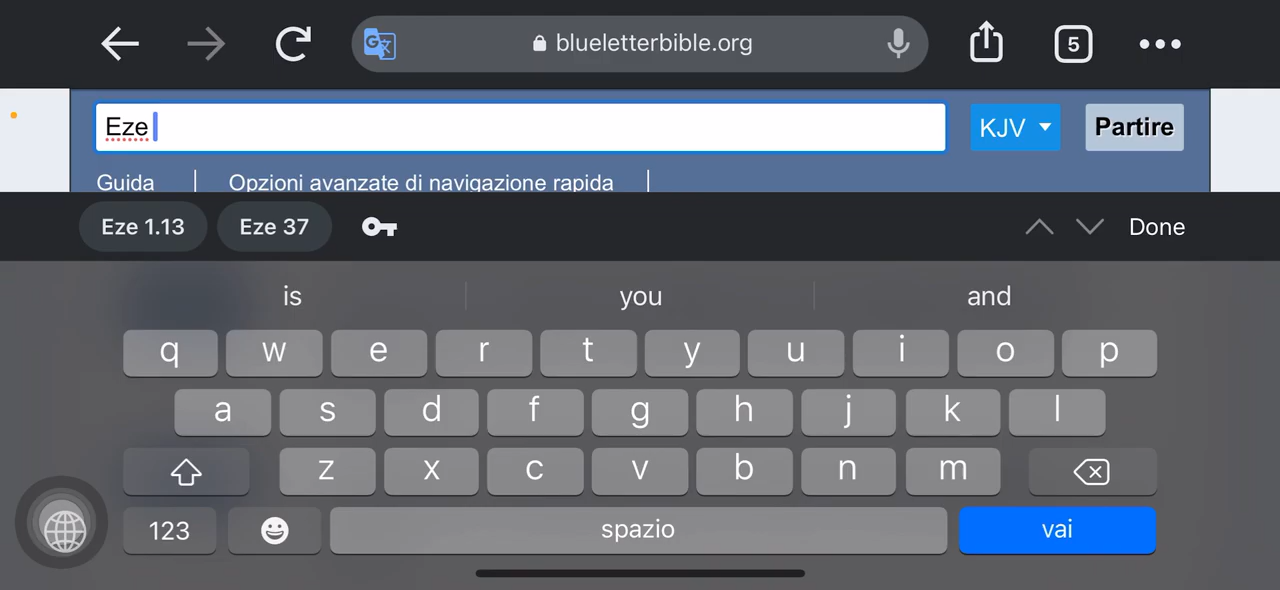 blueletterbible.org 5
Eze KJV Partire
Guida | Opzioni avanzate di navigazione rapida |
Eze 1.13 Eze 37 Done
is you and
q w e r t y u i o p
a s d f g h j k l
z x c v b n m
123 spazio vai